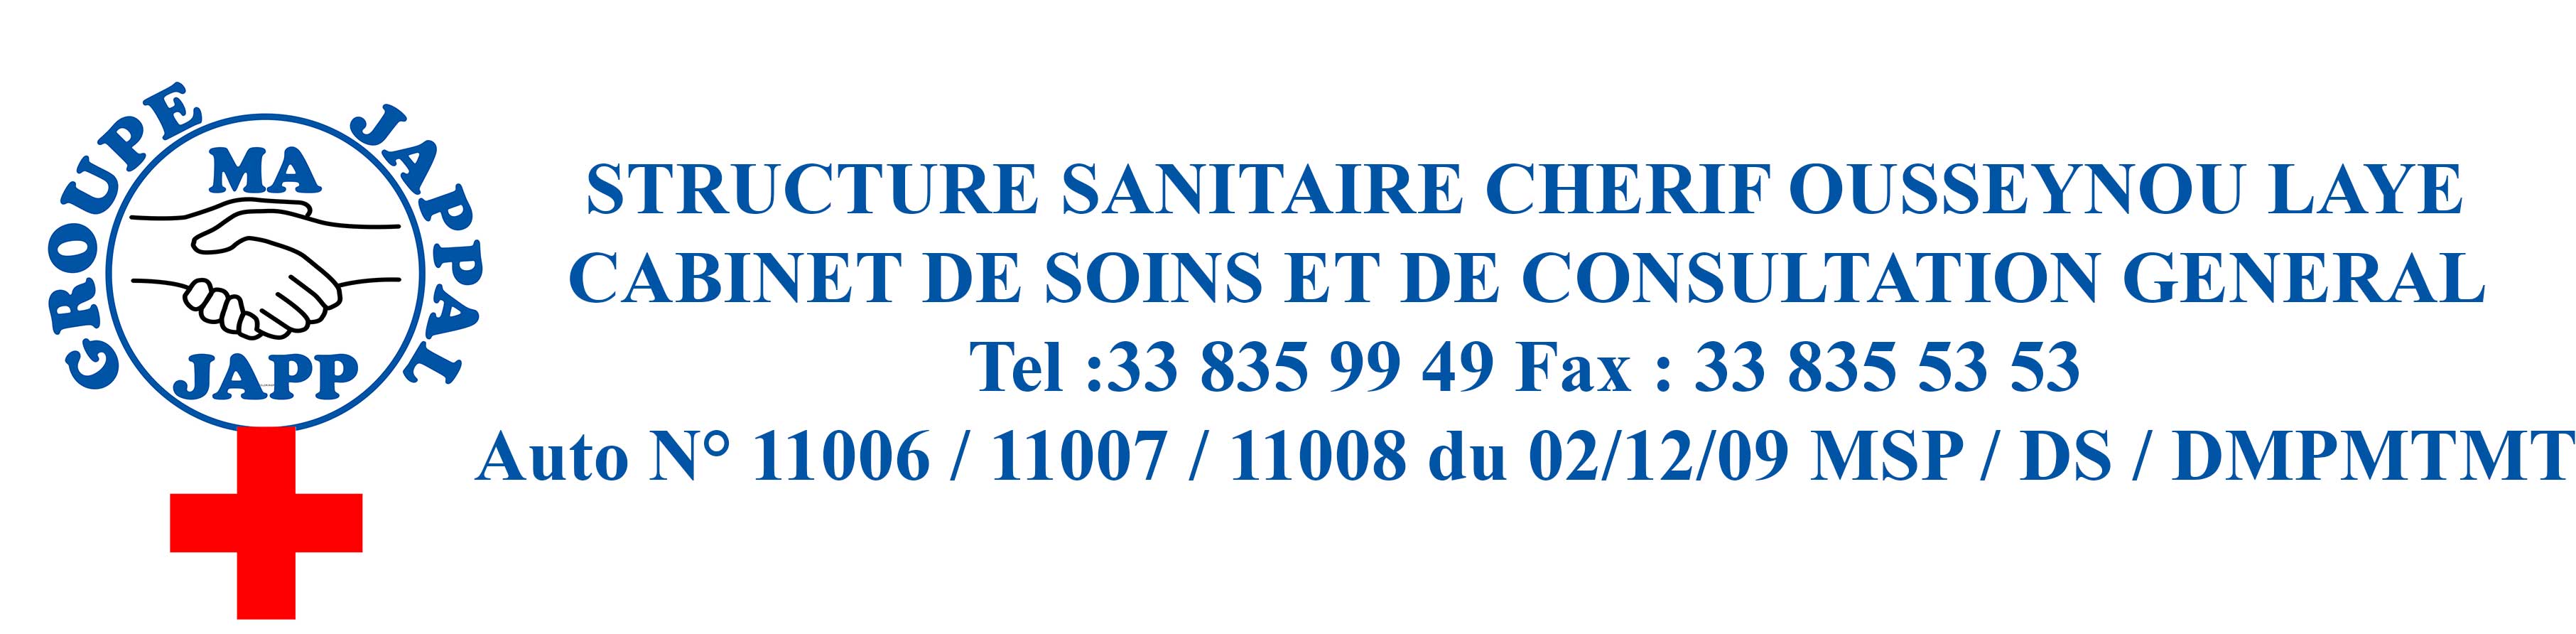 GROUPE JAPPAL
MA
JAPP
STRUCTURE SANITAIRE CHERIF OUSSEYNOU LAYE
CABINET DE SOINS ET DE CONSULTATION GENERAL
Tel :33 835 99 49 Fax : 33 835 53 53
Auto N° 11006 / 11007 / 11008 du 02/12/09 MSP / DS / DMPMTMT